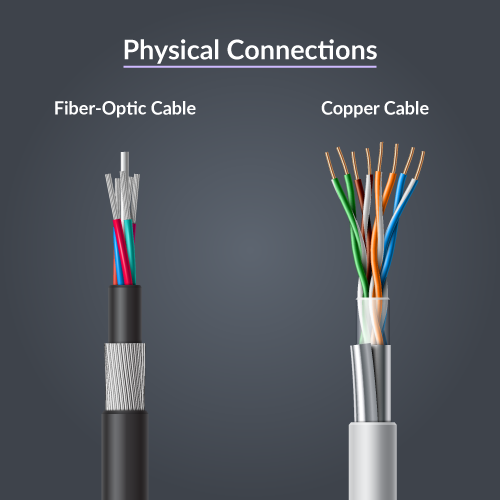 Physical Connections
Fiber-Optic Cable
Copper Cable